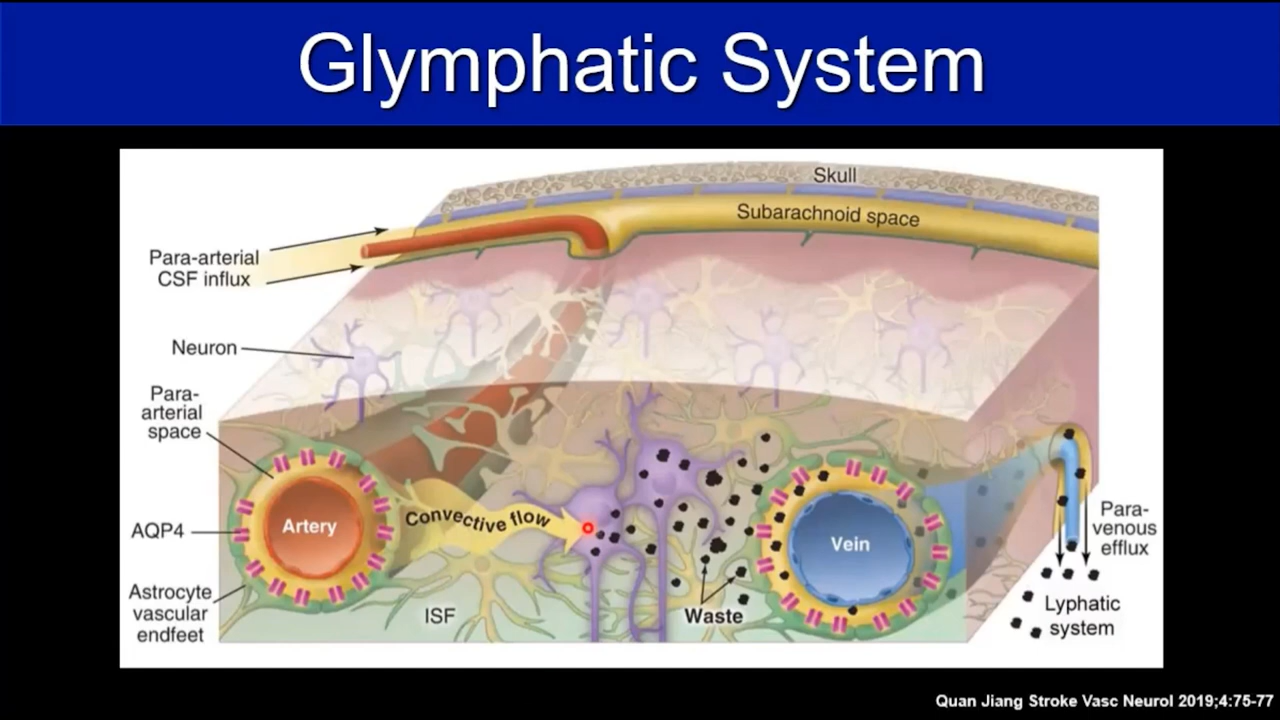 Glymphatic System
Skull
Subarachnoid space
Para-arterial
CSF influx
Neuron
Para-
arterial
space
AQP4
Astrocyte
vascular
endfeet
Artery
Convective flow
ISF
Waste
Vein
Para-
venous
efflux
Lyphatic
system
Quan Jiang Stroke Vasc Neurol 2019;4:75-77